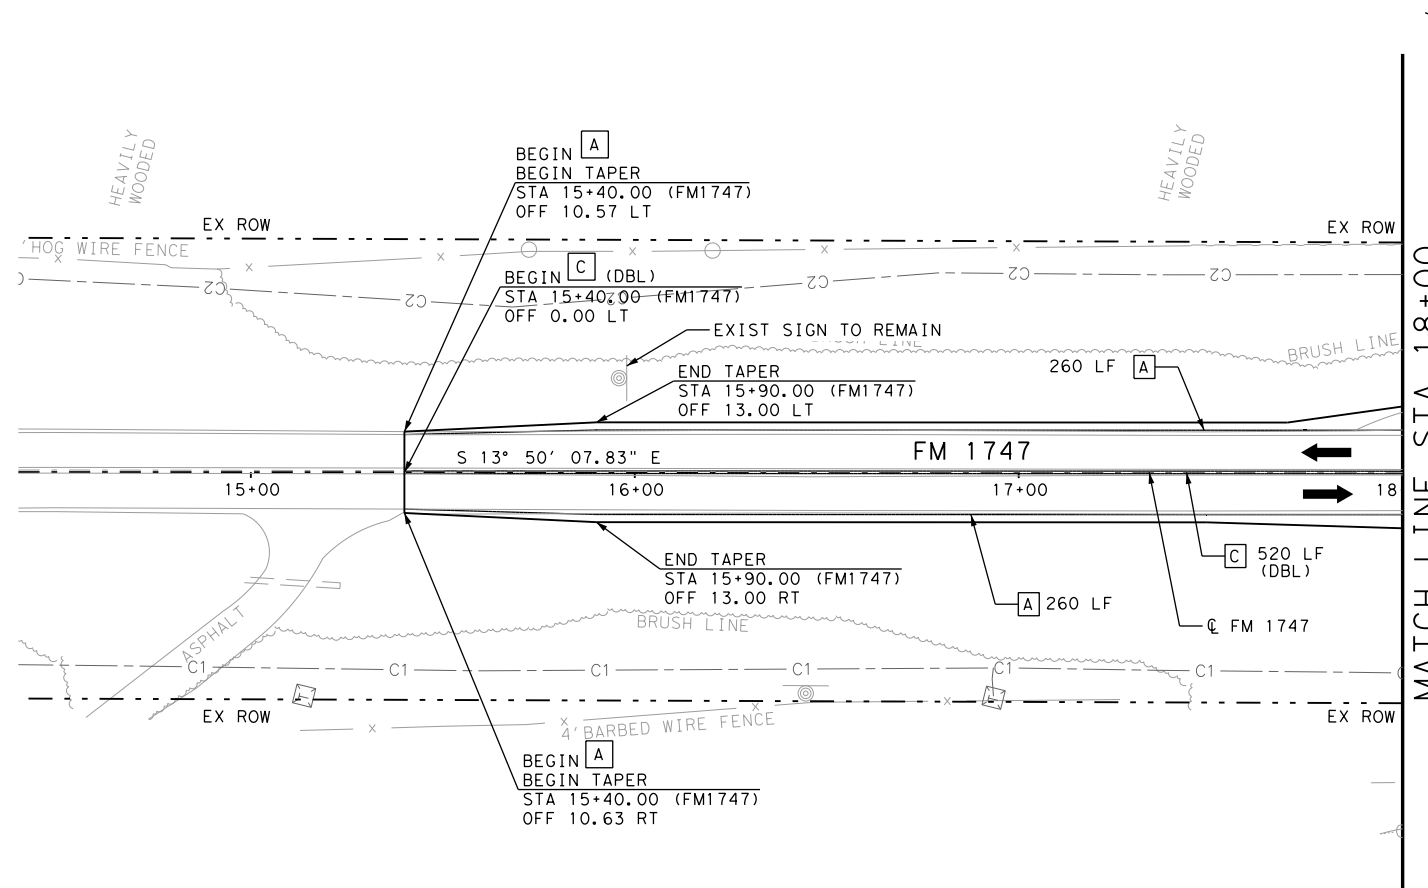 HEAVILY
WOODED
HEAVILY
WOODED
BEGIN A
BEGIN TAPER
STA 15+40.00 (FM1747)
OFF 10.57 LT
EX ROW
EX ROW
'HOG WIRE FENCE
BEGIN C (DBL)
STA 15+40.00 (FM1747)
OFF 0.00 LT
C2
C2
C2
C2
C2
C2
EXIST SIGN TO REMAIN
BRUSH LINE
BRUSH LINE
END TAPER
STA 15+90.00 (FM1747)
OFF 13.00 LT
260 LF A
S 13° 50' 07.83" E
FM 1747
15+00
16+00
17+00
18
MATCH LINE STA 18+00
END TAPER
STA 15+90.00 (FM1747)
OFF 13.00 RT
C 520 LF
(DBL)
A 260 LF
℄ FM 1747
ASPHALT
BRUSH LINE
C1
C1
C1
C1
C1
C1
EX ROW
EX ROW
4' BARBED WIRE FENCE
BEGIN A
BEGIN TAPER
STA 15+40.00 (FM1747)
OFF 10.63 RT